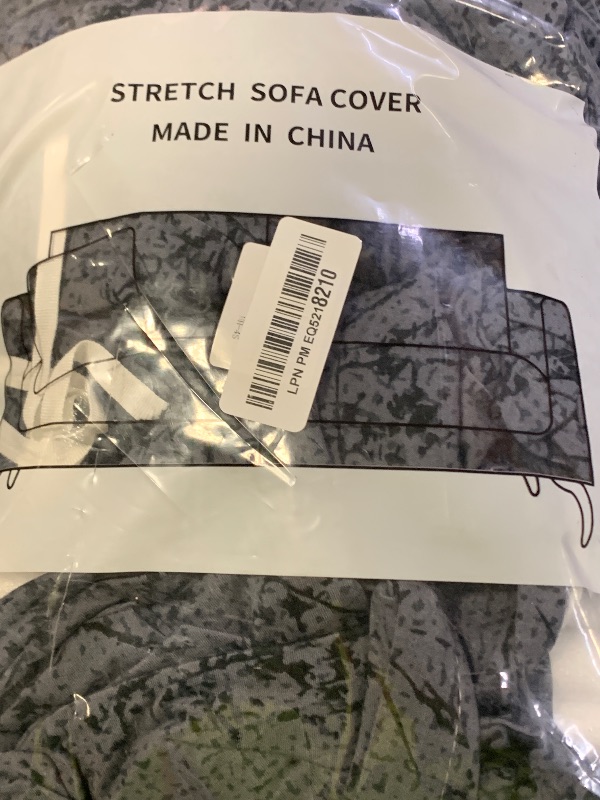 STRETCH SOFA COVER
MADE IN CHINA
LPN PM EQ5218210